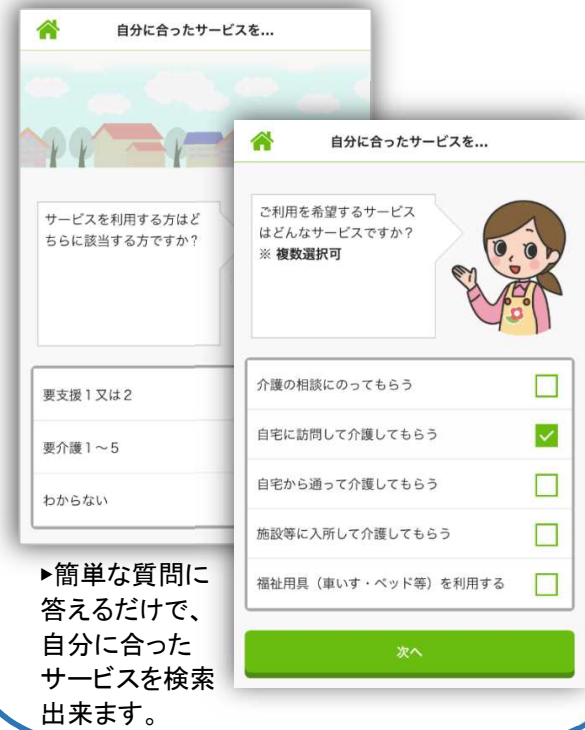 自分に合ったサービスを...
サービスを利用する方はど
ちらに該当する方ですか？
要支援１又は２
要介護１～５
わからない
自分に合ったサービスを...
ご利用を希望するサービス
はどんなサービスですか？
※ 複数選択可
介護の相談にのってもらう
自宅に訪問して介護してもらう
自宅から通って介護してもらう
施設等に入所して介護してもらう
福祉用具（車いす・ベッド等）を利用する
次へ
▶簡単な質問に
答えるだけで、
自分に合った
サービスを検索
出来ます。